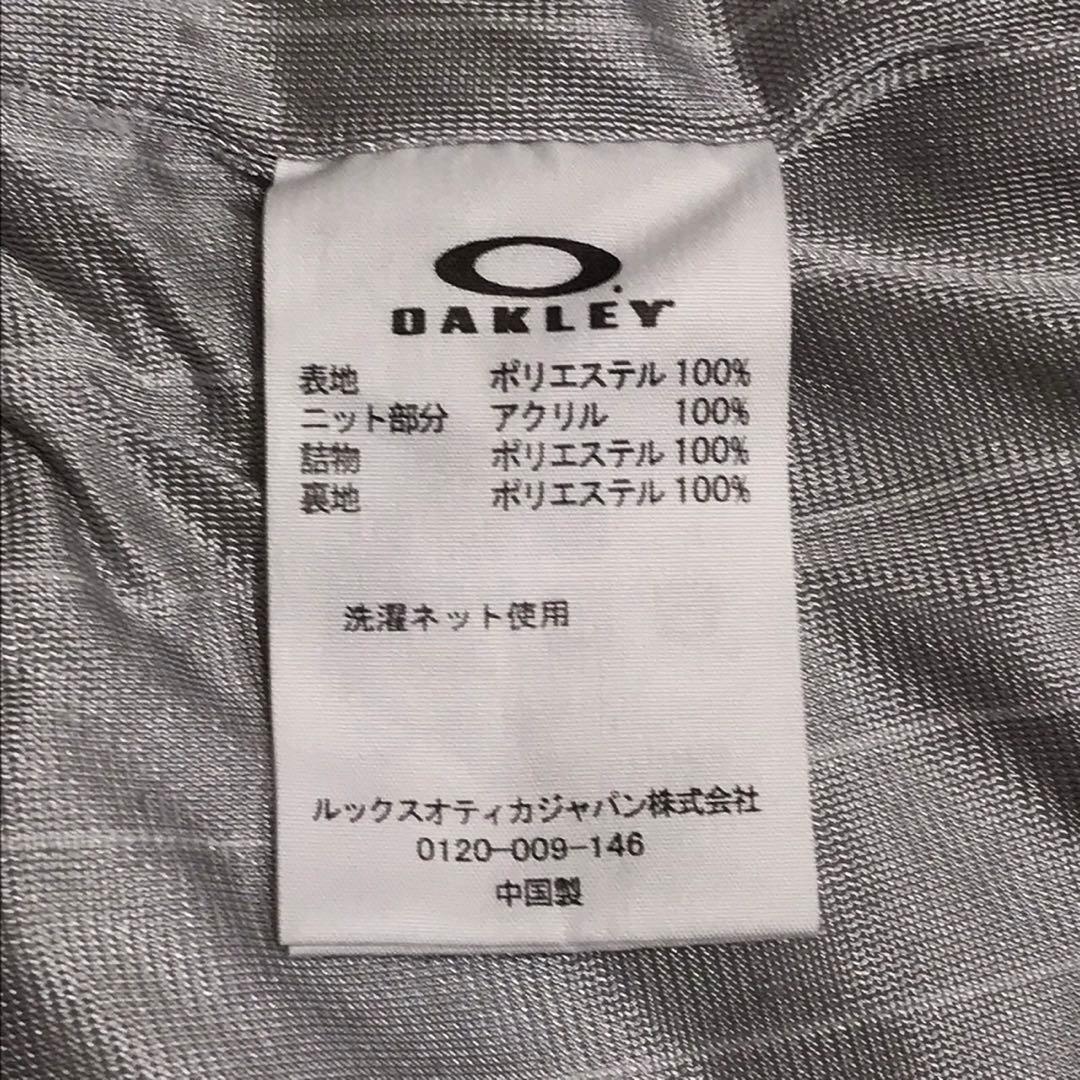 OAKLEY
表地 ポリエステル 100%
ニット部分 アクリル 100%
詰物 ポリエステル 100%
裏地 ポリエステル 100%
洗濯ネット使用
ルックスオティカジャパン株式会社
0120-009-146
中国製